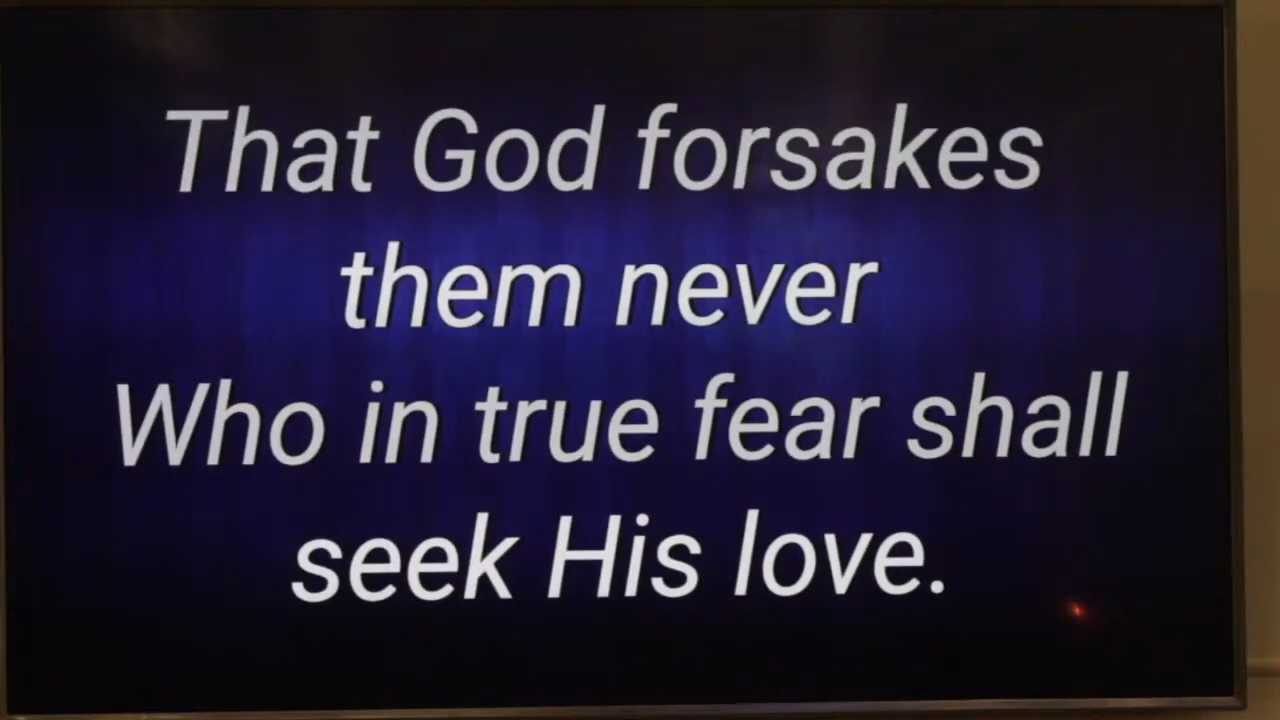 That God forsakes
them never
Who in true fear shall
seek His love.